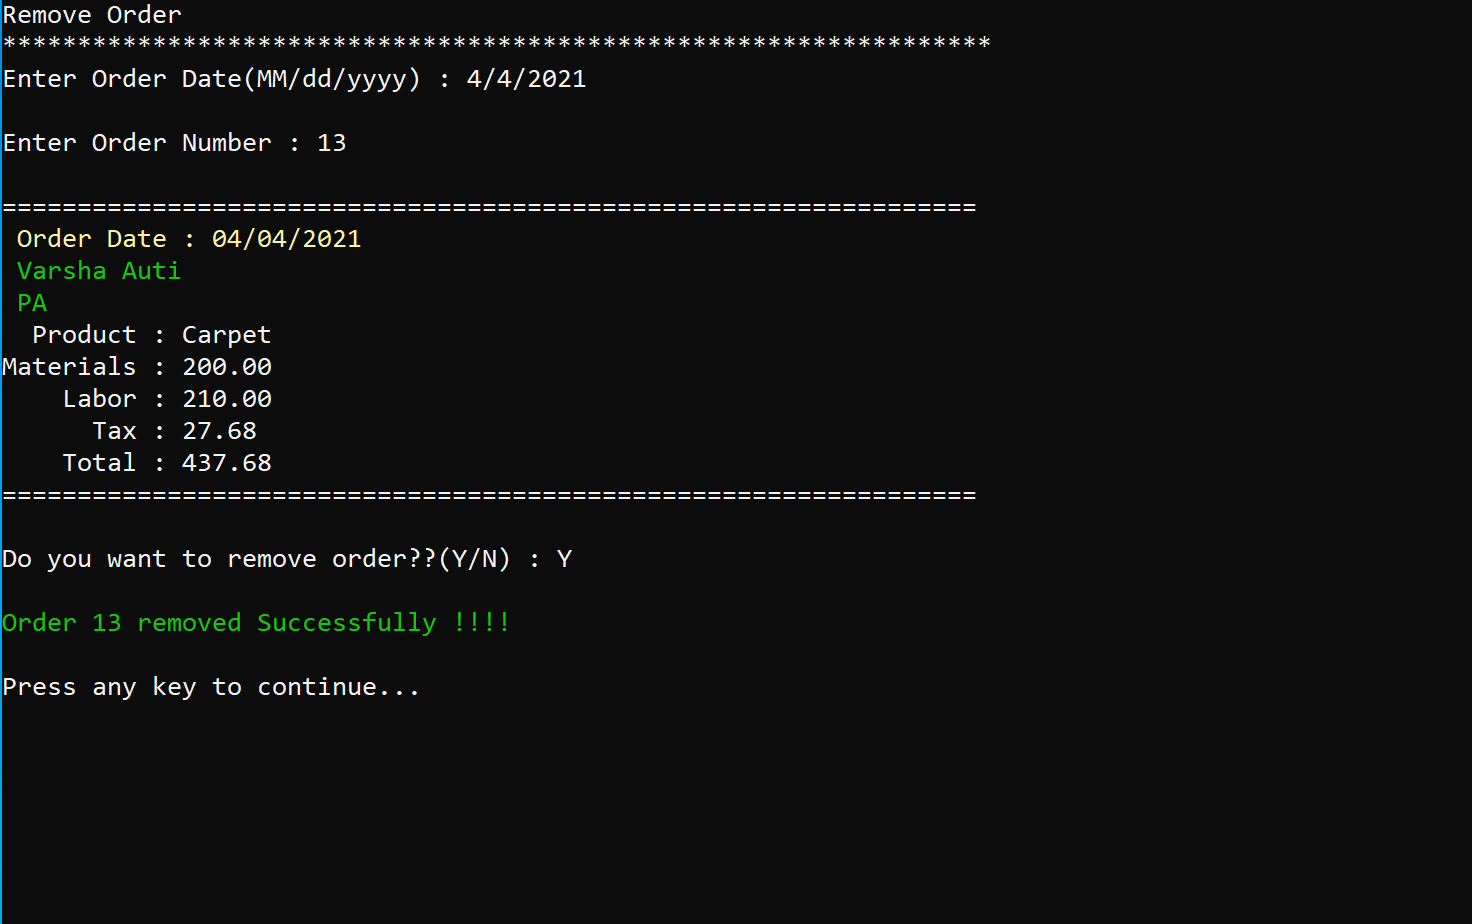 Remove Order
******************************************************************
Enter Order Date(MM/dd/yyyy) : 4/4/2021
Enter Order Number : 13
=================================================================
Order Date : 04/04/2021
Varsha Auti
PA
Product : Carpet
Materials : 200.00
Labor : 210.00
Tax : 27.68
Total : 437.68
=================================================================
Do you want to remove order??(Y/N) : Y
Order 13 removed Successfully !!!!
Press any key to continue...